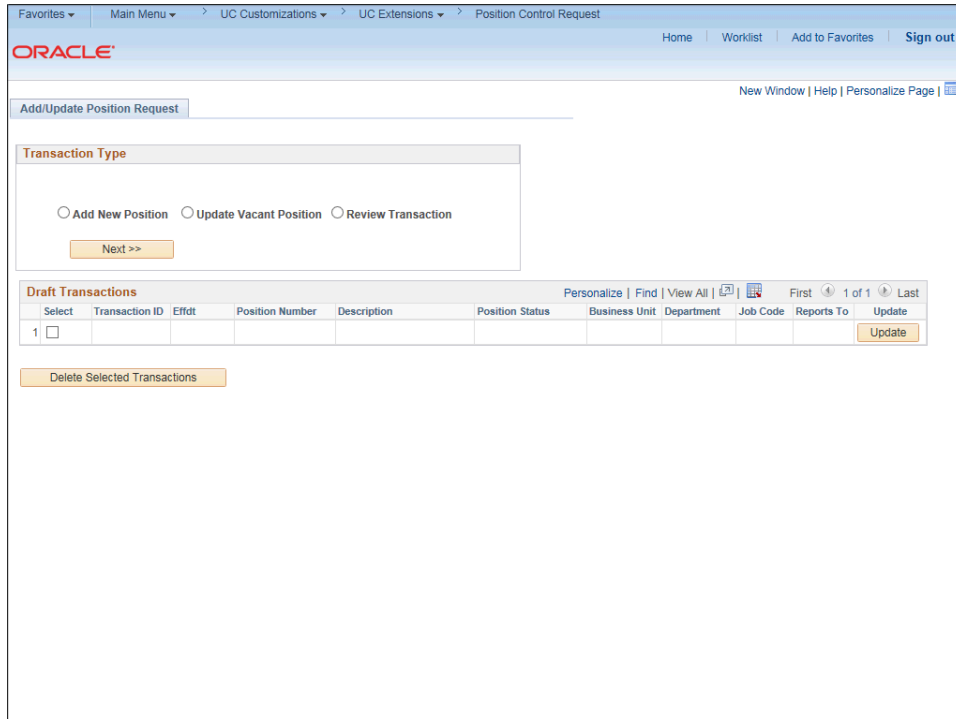 Favorites Main Menu > UC Customizations > UC Extensions > Position Control Request
ORACLE
Home | Worklist | Add to Favorites | Sign out
New Window | Help | Personalize Page |
Add/Update Position Request
Transaction Type
Add New Position Update Vacant Position Review Transaction
Next >>
Draft Transactions Personalize | Find | View All | | First 1 of 1 Last
Select Transaction ID Effdt Position Number Description Position Status Business Unit Department Job Code Reports To Update
1 Update
Delete Selected Transactions